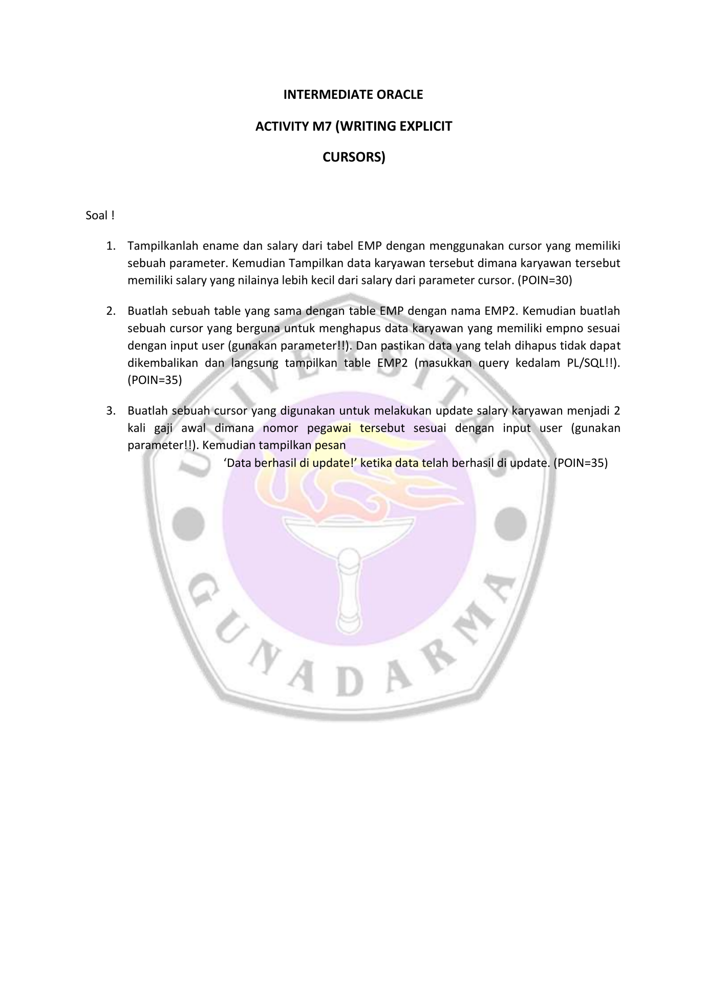 INTERMEDIATE ORACLE
ACTIVITY M7 (WRITING EXPLICIT
CURSORS)
Soal !
1. Tampilkanlah ename dan salary dari tabel EMP dengan menggunakan cursor yang memiliki
sebuah parameter. Kemudian Tampilkan data karyawan tersebut dimana karyawan tersebut
memiliki salary yang nilainya lebih kecil dari salary dari parameter cursor. (POIN=30)
2. Buatlah sebuah table yang sama dengan table EMP dengan nama EMP2. Kemudian buatlah
sebuah cursor yang berguna untuk menghapus data karyawan yang memiliki empno sesuai
dengan input user (gunakan parameter!!). Dan pastikan data yang telah dihapus tidak dapat
dikembalikan dan langsung tampilkan table EMP2 (masukkan query kedalam PL/SQL!!).
(POIN=35)
3. Buatlah sebuah cursor yang digunakan untuk melakukan update salary karyawan menjadi 2
kali gaji awal dimana nomor pegawai tersebut sesuai dengan input user (gunakan
parameter!!). Kemudian tampilkan pesan
‘Data berhasil di update!’ ketika data telah berhasil di update. (POIN=35)
UNIVERSITAS
GUNADARMA